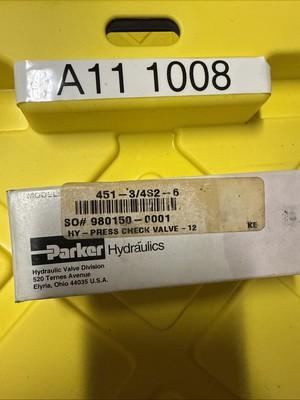 A11 1008
MODEL
451-3/4S2-6
SO# 980150-0001
HY-PRESS CHECK VALVE-12
KE
Parker Hydraulics
Hydraulic Valve Division
520 Ternes Avenue
Elyria, Ohio 44035 U.S.A.